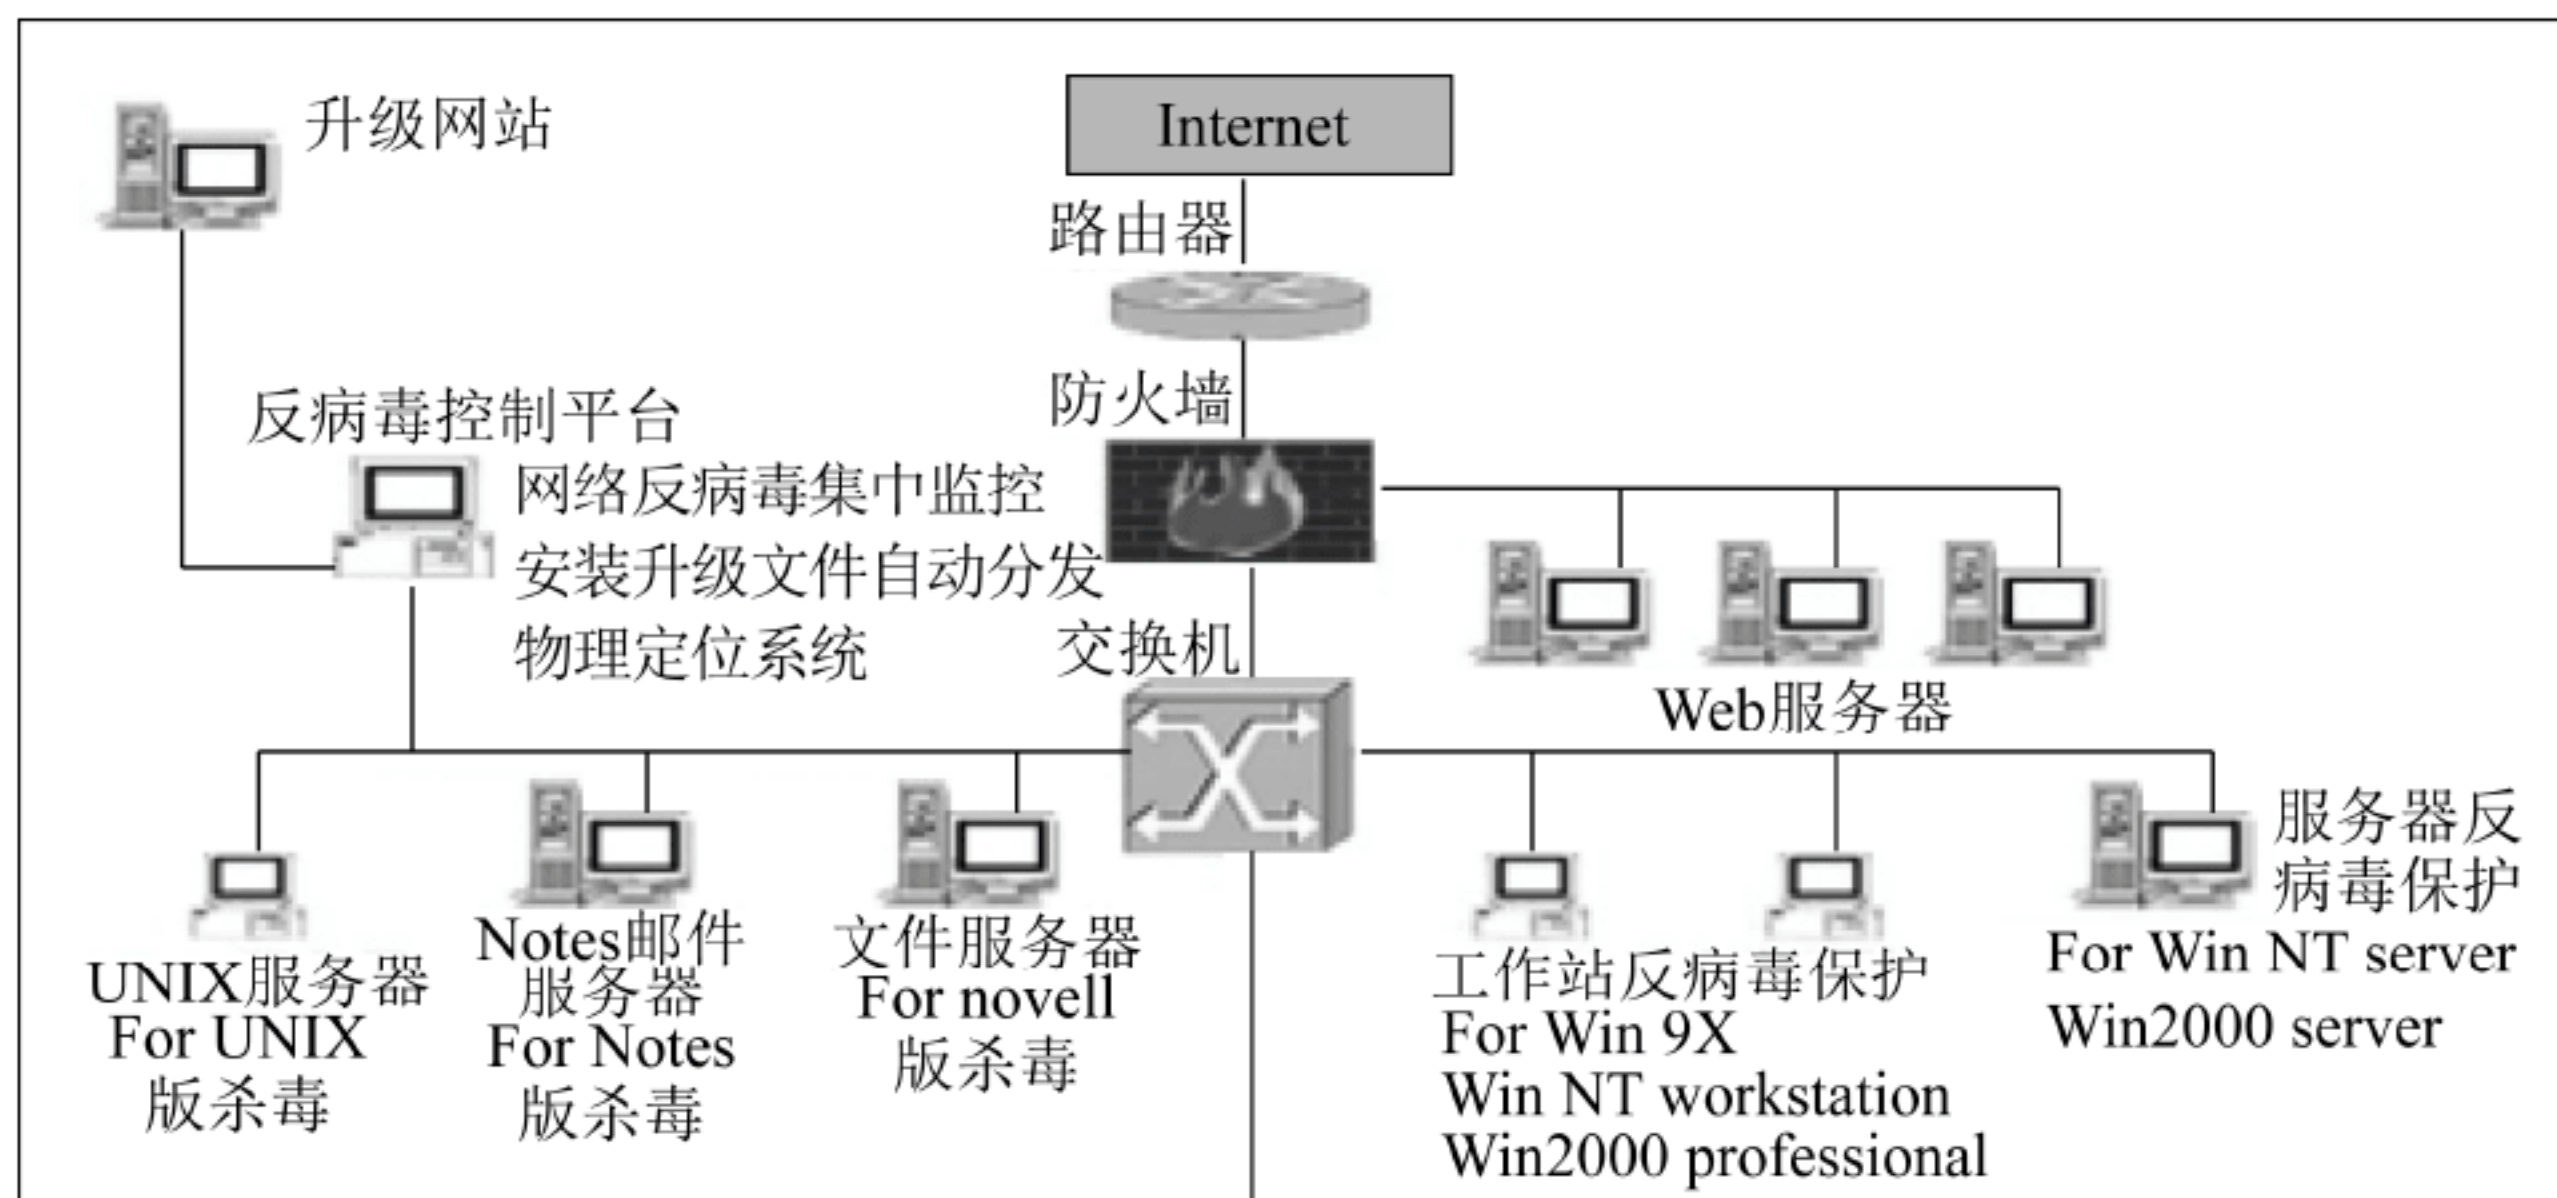 升级网站
Internet
路由器
防火墙
反病毒控制平台
网络反病毒集中监控
安装升级文件自动分发
物理定位系统
交换机
Web服务器
UNIX服务器
For UNIX
版杀毒
Notes邮件
服务器
For Notes
版杀毒
文件服务器
For novell
版杀毒
工作站反病毒保护
For Win 9X
Win NT workstation
Win2000 professional
服务器反
病毒保护
For Win NT server
Win2000 server